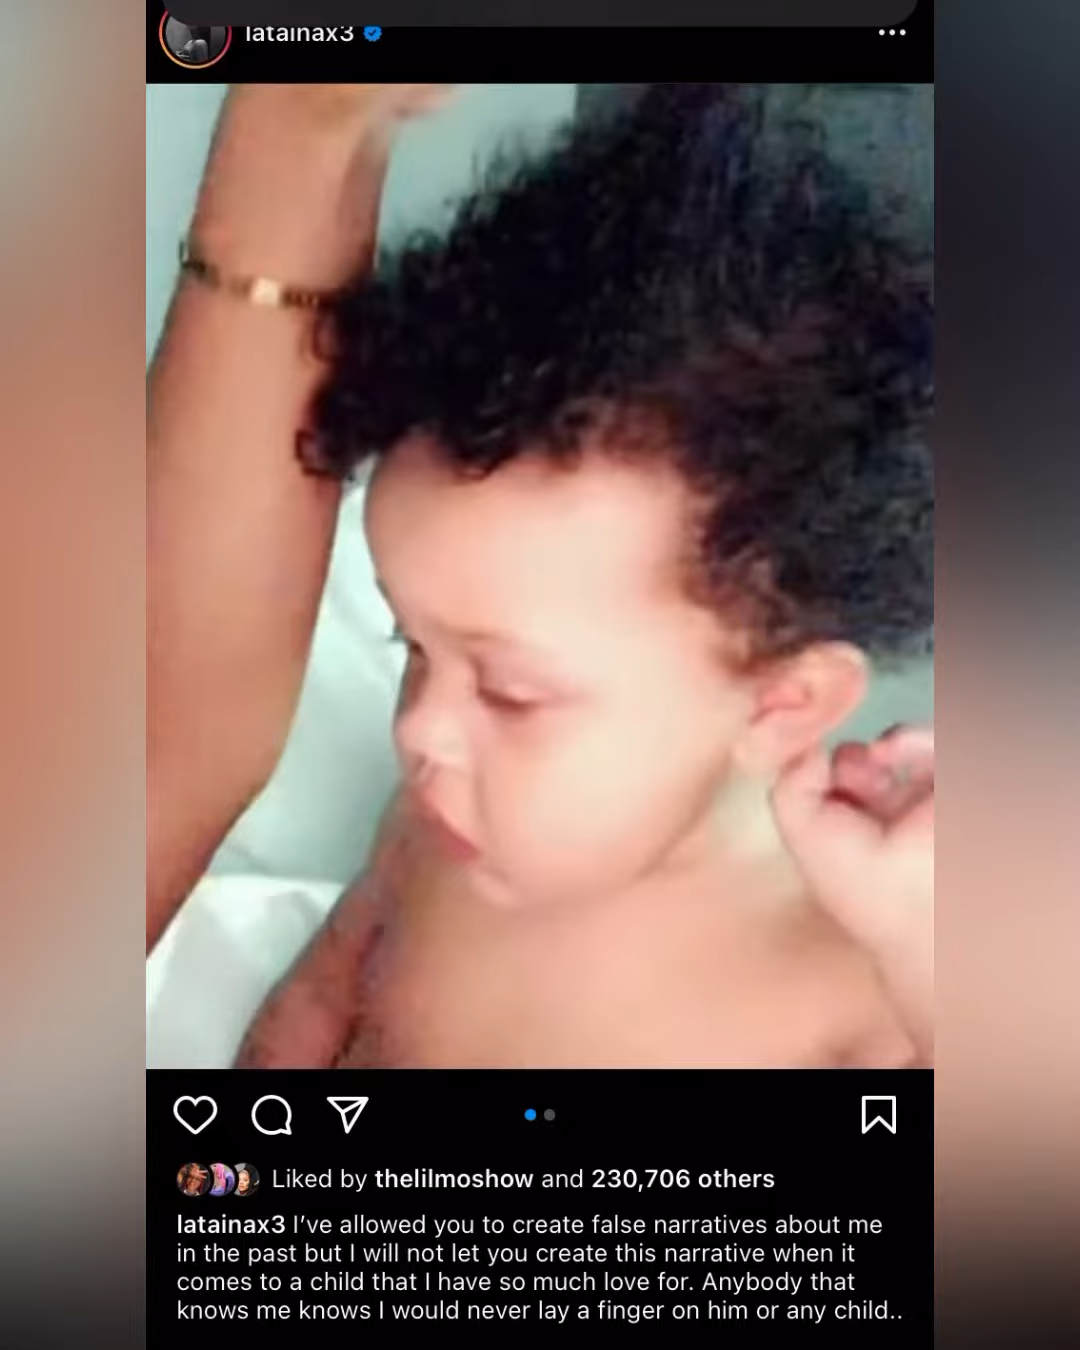 latainax3
Liked by thelilmoshow and 230,706 others
latainax3 I've allowed you to create false narratives about me
in the past but I will not let you create this narrative when it
comes to a child that I have so much love for. Anybody that
knows me knows I would never lay a finger on him or any child..